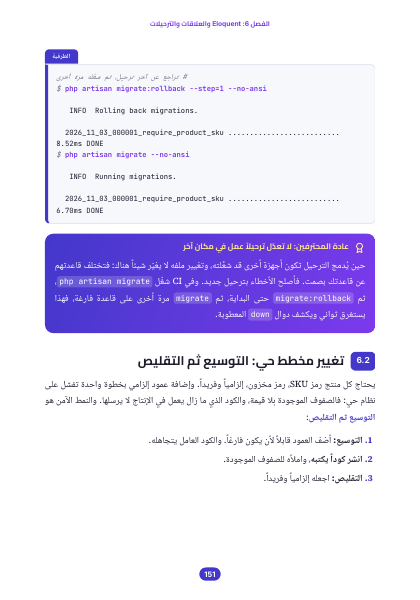 الفصل 6: Eloquent والعلاقات والترحيلات
الطرفية
# تراجع عن آخر ترحيل، ثم شغله مرة أخرى
$ php artisan migrate:rollback --step=1 --no-ansi
INFO  Rolling back migrations.
2026_11_03_000001_require_product_sku ..........................
8.52ms DONE
$ php artisan migrate --no-ansi
INFO  Running migrations.
2026_11_03_000001_require_product_sku ..........................
6.70ms DONE
عادة المحترفين: لا تعدّل ترحيلاً عمل في مكان آخر
حين يُدمج الترحيل تكون أجهزة أخرى قد شغّلته، وتغيير ملفه لا يغيّر شيئاً هناك: فتختلف قاعدتهم
عن قاعدتك بصمت. فأصلح الأخطاء بترحيل جديد. وفي CI شغّل php artisan migrate،
ثم migrate:rollback حتى البداية، ثم migrate مرة أخرى على قاعدة فارغة، فهذا
يستغرق ثواني ويكشف دوال down المعطوبة.
6.2 تغيير مخطط حي: التوسيع ثم التقليص
يحتاج كل منتج رمز SKU، رمز مخزون، إلزامياً وفريداً. وإضافة عمود إلزامي بخطوة واحدة تفشل على
نظام حي: فالصفوف الموجودة بلا قيمة، والكود الذي ما زال يعمل في الإنتاج لا يرسلها. والنمط الآمن هو
التوسيع ثم التقليص:
1. التوسيع: أضف العمود قابلاً لأن يكون فارغاً. والكود العامل يتجاهله.
2. انشر كوداً يكتبه، واملأه للصفوف الموجودة.
3. التقليص: اجعله إلزامياً وفريداً.
151